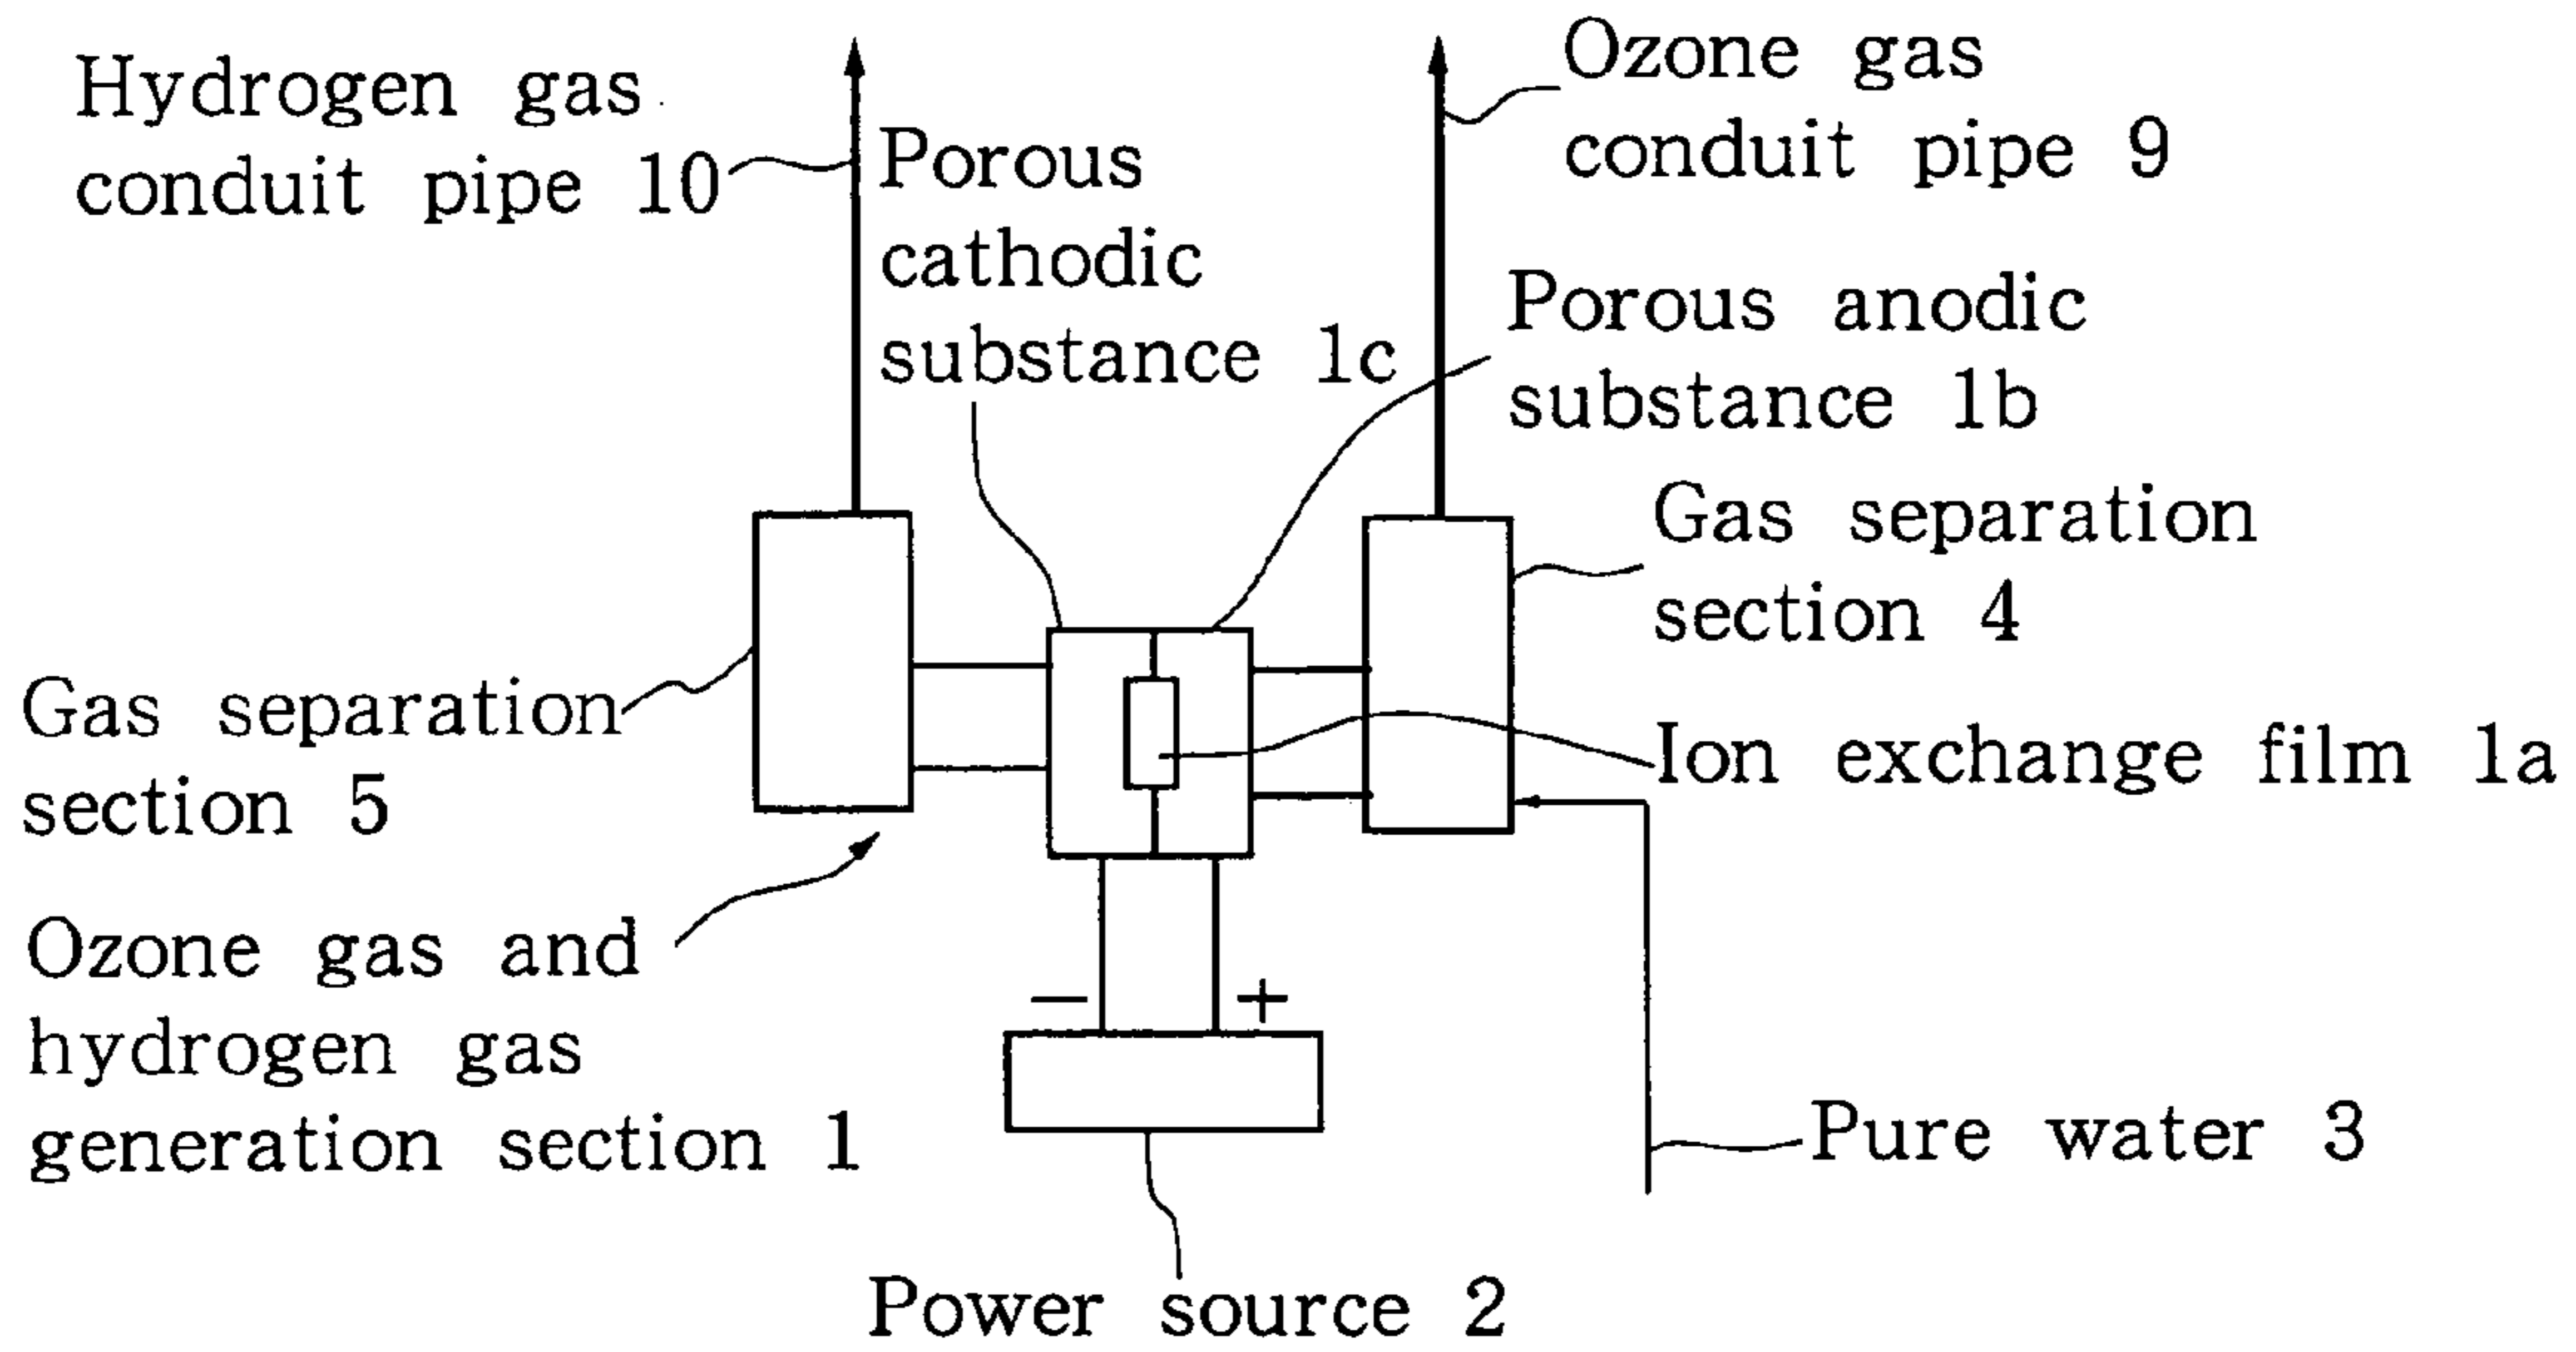 Hydrogen gas
conduit pipe 10
Ozone gas
conduit pipe 9
Porous
cathodic
substance 1c
Porous anodic
substance 1b
Gas separation
section 4
Gas separation
section 5
Ion exchange film 1a
Ozone gas and
hydrogen gas
generation section 1
− +
Pure water 3
Power source 2